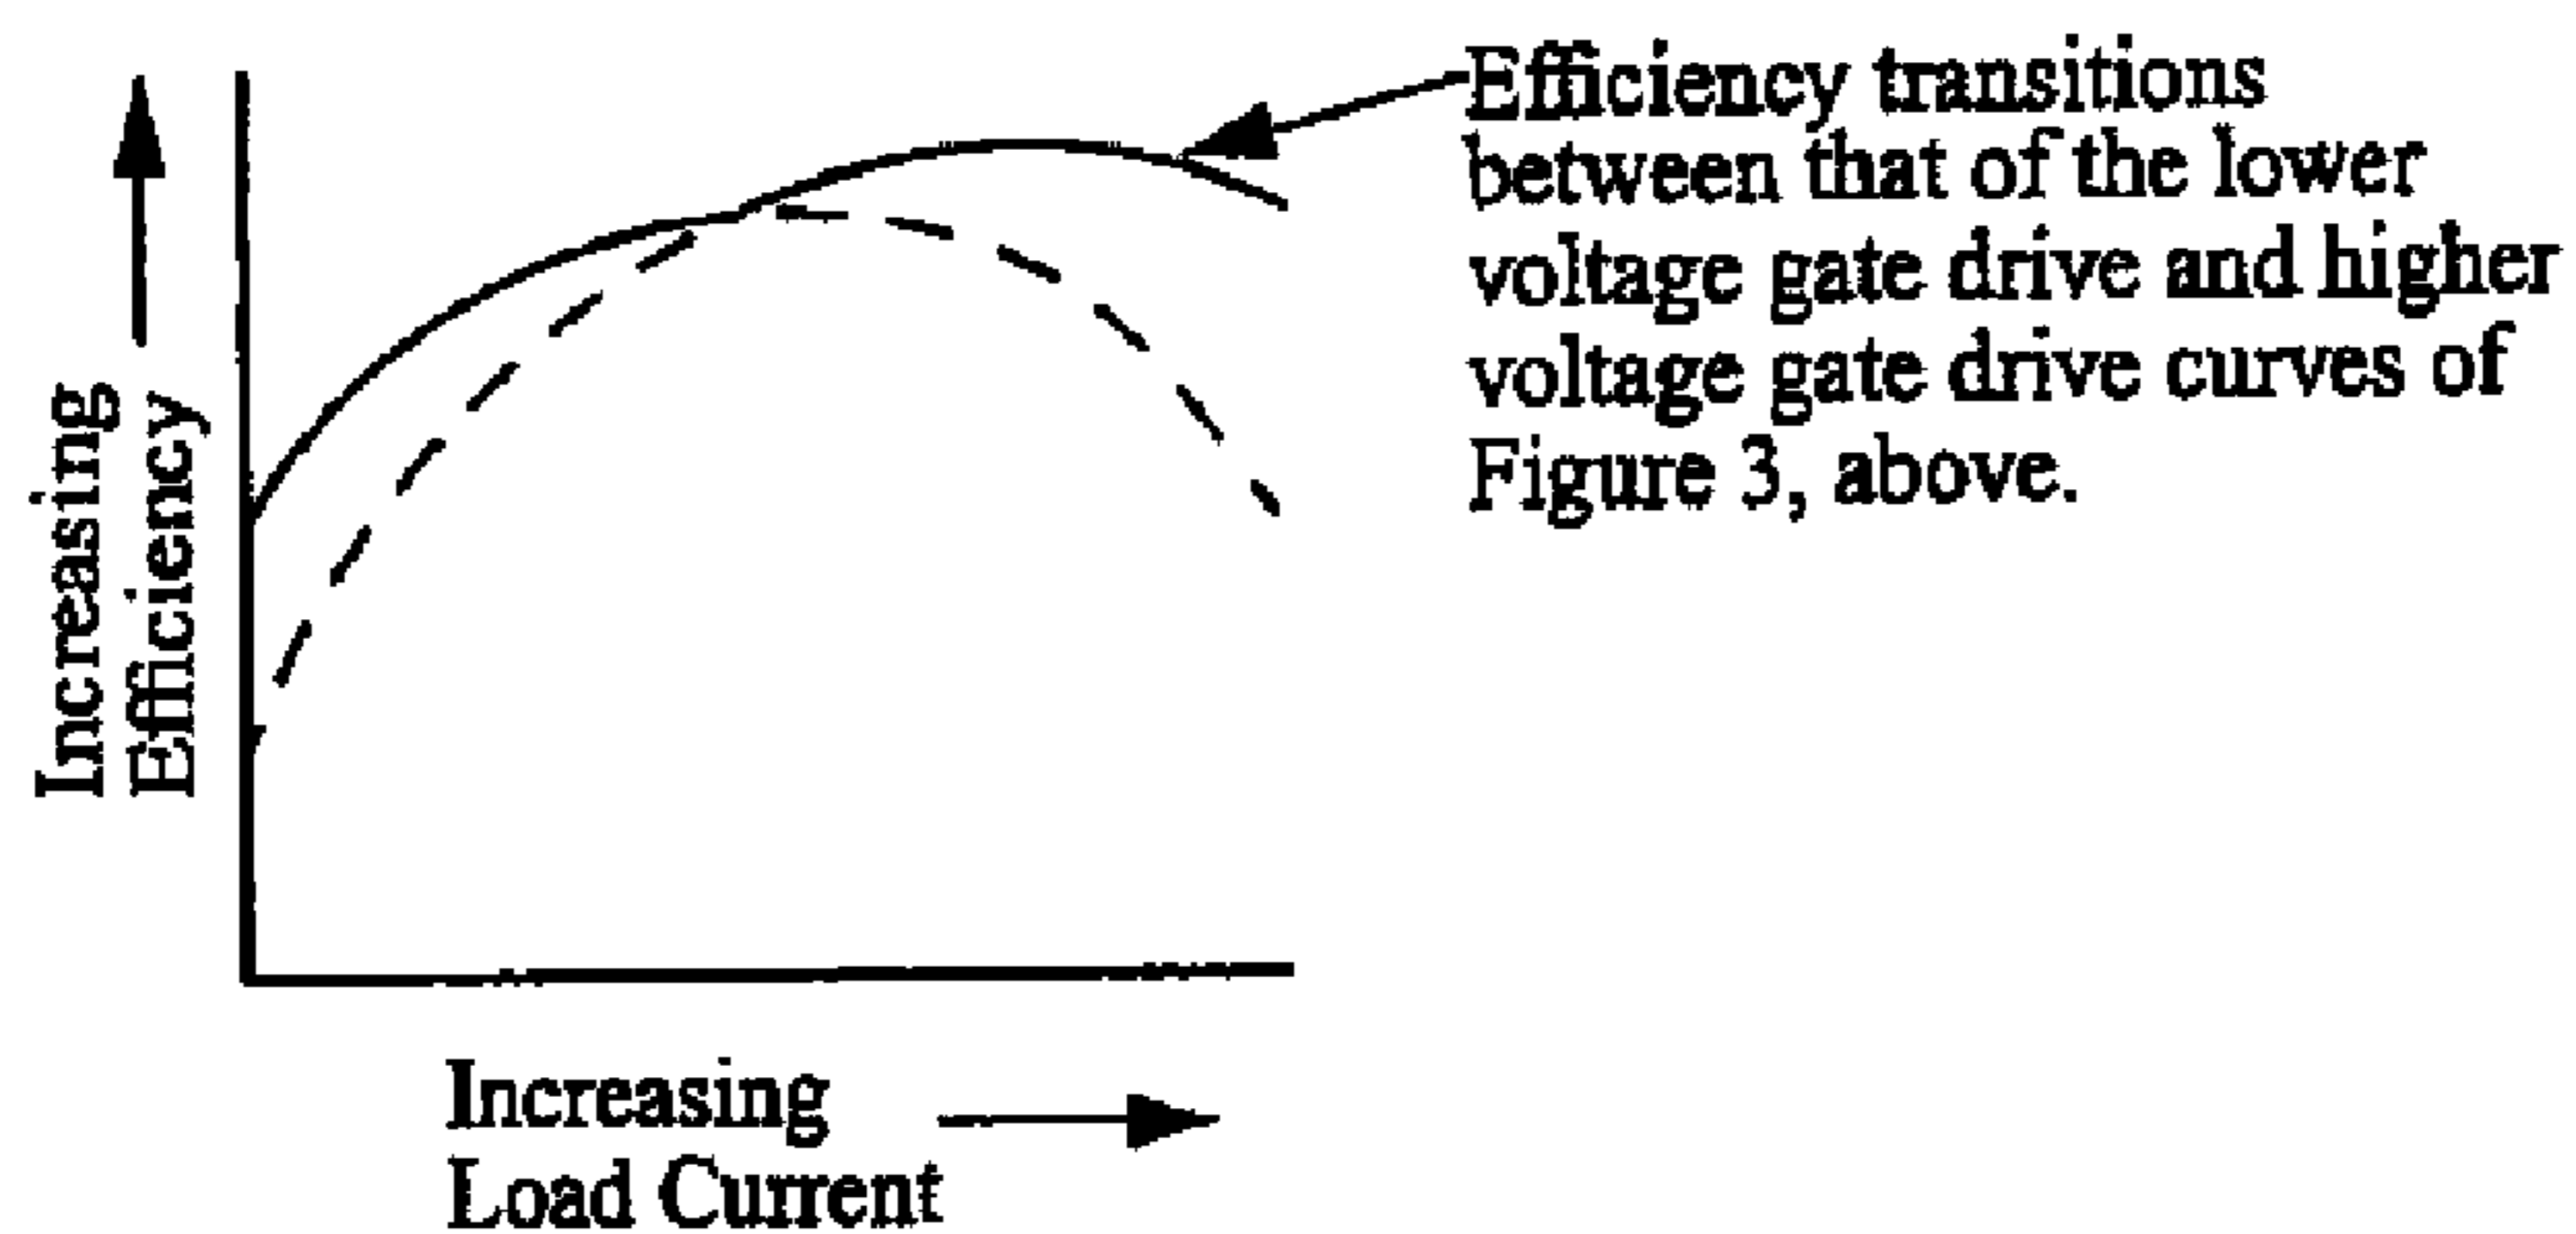 Efficiency transitions
between that of the lower
voltage gate drive and higher
voltage gate drive curves of
Figure 3, above.
Increasing
Efficiency
Increasing
Load Current